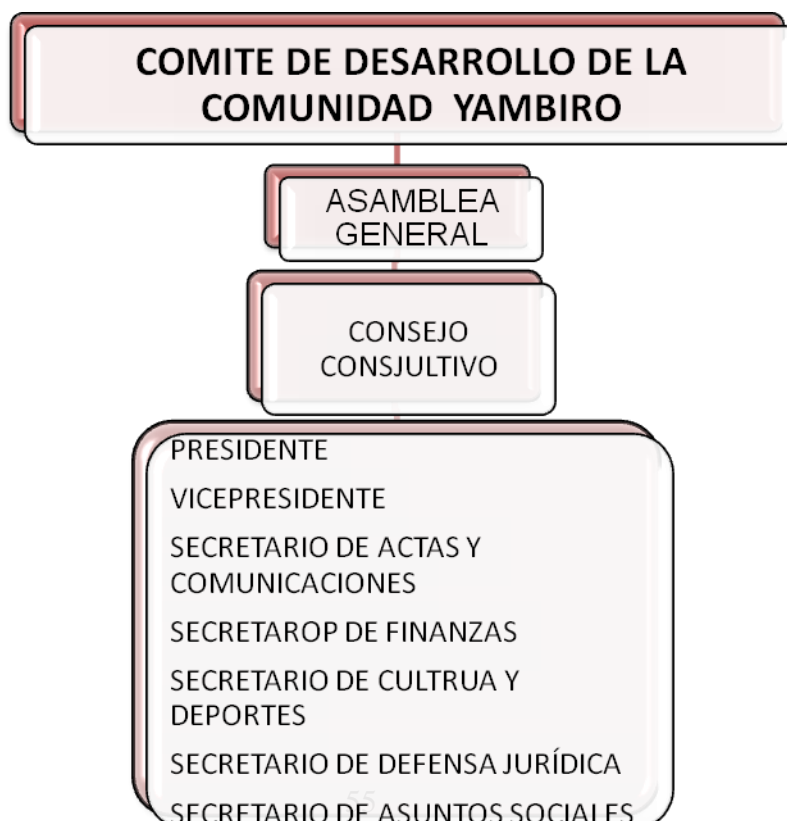 COMITE DE DESARROLLO DE LA
COMUNIDAD YAMBIRO
ASAMBLEA
GENERAL
CONSEJO
CONSJULTIVO
PRESIDENTE
VICEPRESIDENTE
SECRETARIO DE ACTAS Y
COMUNICACIONES
SECRETAROP DE FINANZAS
SECRETARIO DE CULTRUA Y
DEPORTES
SECRETARIO DE DEFENSA JURÍDICA
55
SECRETARIO DE ASUNTOS SOCIALES